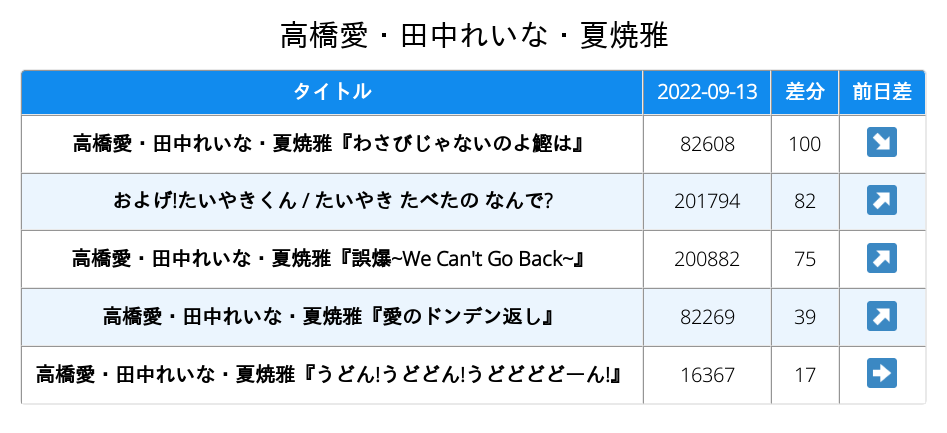 高橋愛・田中れいな・夏焼雅
タイトル 2022-09-13 差分 前日差
高橋愛・田中れいな・夏焼雅『わさびじゃないのよ鰹は』 82608 100
およげ!たいやきくん / たいやき たべたの なんで? 201794 82
高橋愛・田中れいな・夏焼雅『誤爆~We Can't Go Back~』 200882 75
高橋愛・田中れいな・夏焼雅『愛のドンデン返し』 82269 39
高橋愛・田中れいな・夏焼雅『うどん!うどどん!うどどどどーん!』 16367 17